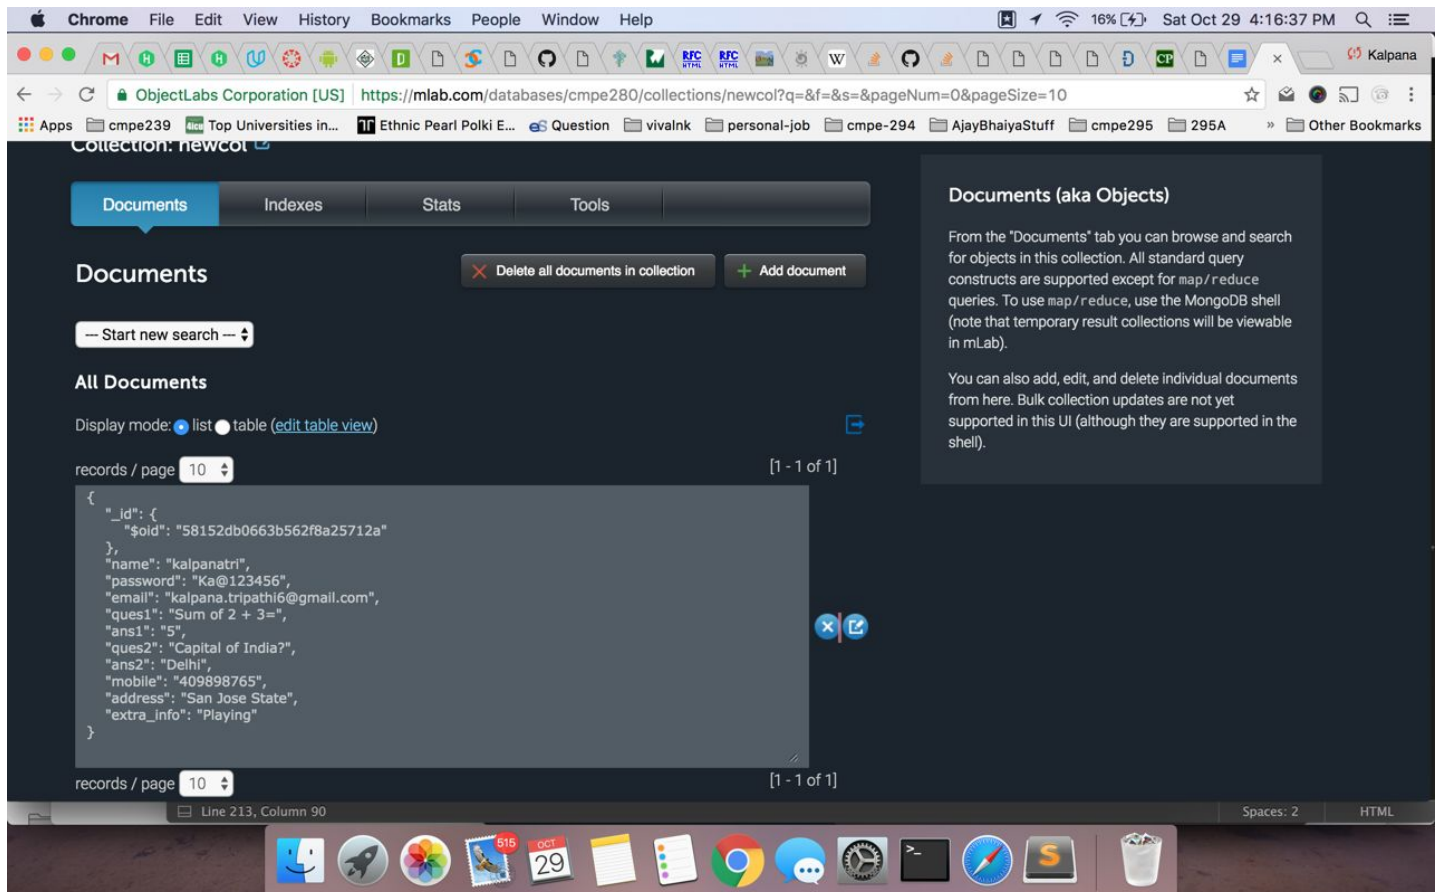 Chrome File Edit View History Bookmarks People Window Help 16% Sat Oct 29 4:16:37 PM
Kalpana
ObjectLabs Corporation [US] https://mlab.com/databases/cmpe280/collections/newcol?q=&f=&s=&pageNum=0&pageSize=10
Apps cmpe239 Top Universities in... Ethnic Pearl Polki E... Question vivalnk personal-job cmpe-294 AjayBhaiyaStuff cmpe295 295A » Other Bookmarks
Collection: newcol
Documents Indexes Stats Tools
Documents
Delete all documents in collection
Add document
--- Start new search ---
All Documents
Display mode: list table (edit table view)
records / page 10 [1 - 1 of 1]
{
"_id": {
"$oid": "58152db0663b562f8a25712a"
},
"name": "kalpanatri",
"password": "Ka@123456",
"email": "kalpana.tripathi6@gmail.com",
"ques1": "Sum of 2 + 3=",
"ans1": "5",
"ques2": "Capital of India?",
"ans2": "Delhi",
"mobile": "409898765",
"address": "San Jose State",
"extra_info": "Playing"
}
records / page 10 [1 - 1 of 1]
Documents (aka Objects)
From the "Documents" tab you can browse and search
for objects in this collection. All standard query
constructs are supported except for map/reduce
queries. To use map/reduce, use the MongoDB shell
(note that temporary result collections will be viewable
in mLab).
You can also add, edit, and delete individual documents
from here. Bulk collection updates are not yet
supported in this UI (although they are supported in the
shell).
Line 213, Column 90 Spaces: 2 HTML
515
OCT
29